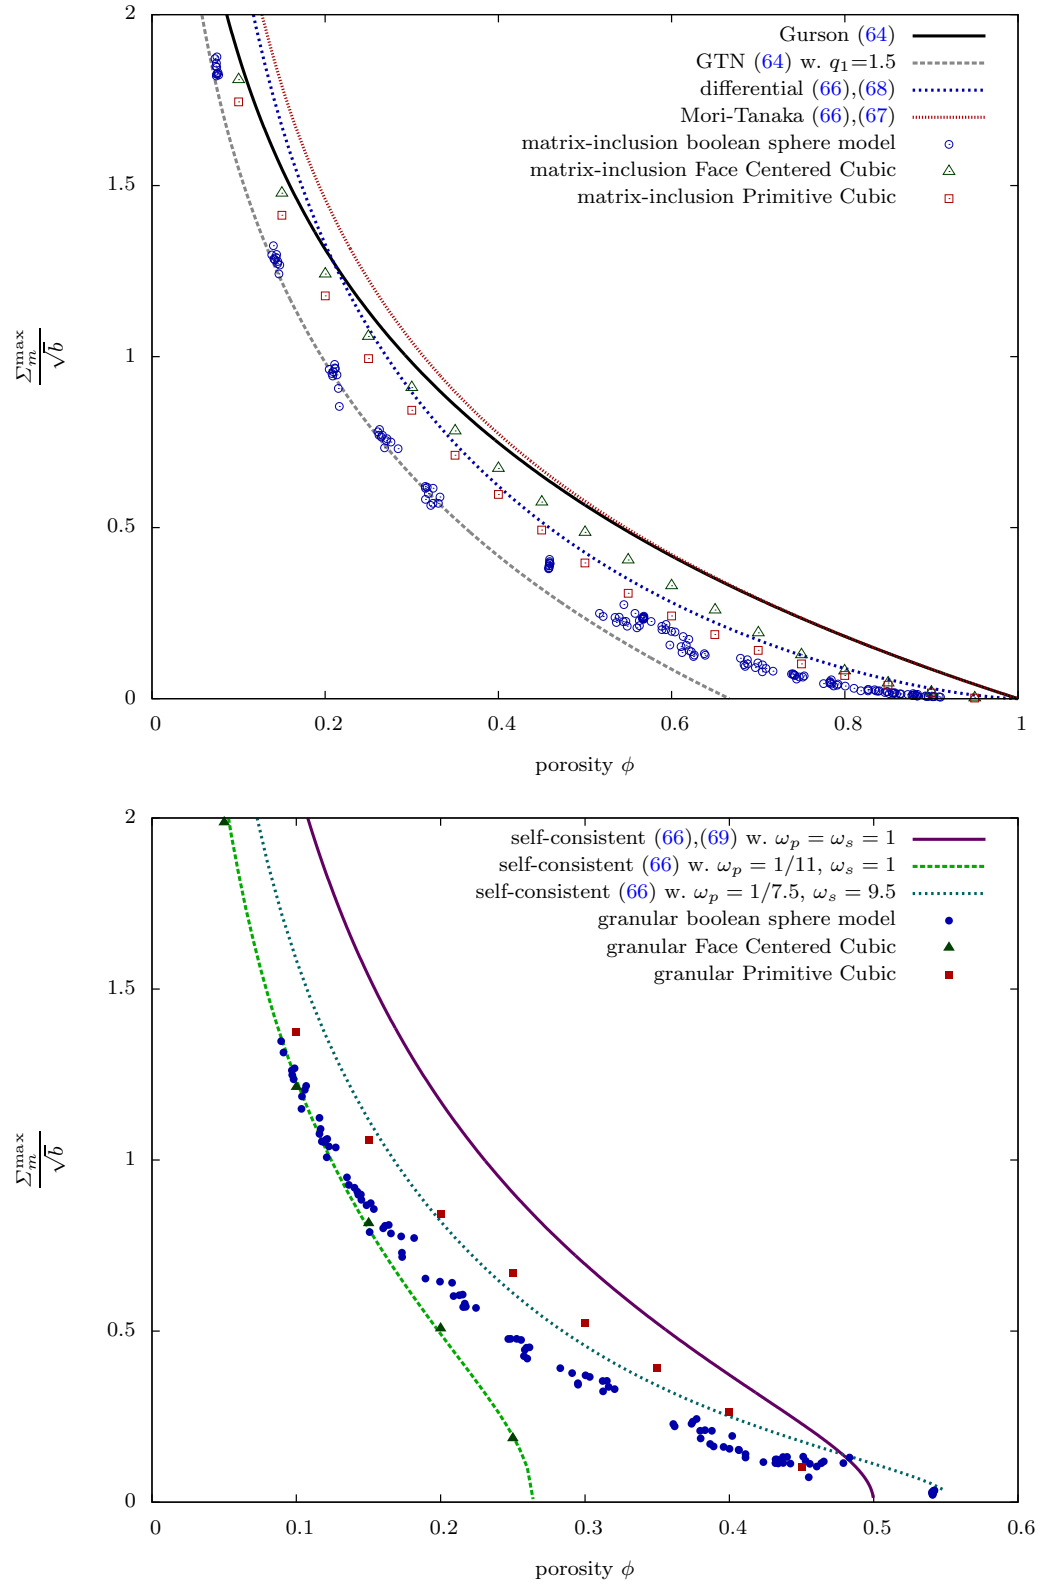 2
1.5
1
0.5
0
0
0.2
0.4
0.6
0.8
1
Σ_m^max / √b
porosity ϕ
Gurson (64)
GTN (64) w. q₁=1.5
differential (66),(68)
Mori-Tanaka (66),(67)
matrix-inclusion boolean sphere model
matrix-inclusion Face Centered Cubic
matrix-inclusion Primitive Cubic
2
1.5
1
0.5
0
0
0.1
0.2
0.3
0.4
0.5
0.6
Σ_m^max / √b
porosity ϕ
self-consistent (66),(69) w. ωₚ = ωₛ = 1
self-consistent (66) w. ωₚ = 1/11, ωₛ = 1
self-consistent (66) w. ωₚ = 1/7.5, ωₛ = 9.5
granular boolean sphere model
granular Face Centered Cubic
granular Primitive Cubic